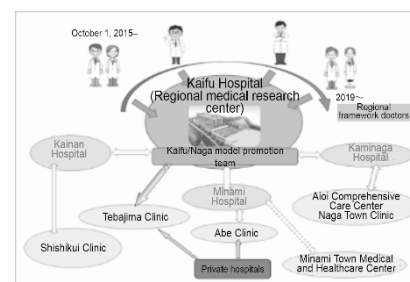 October 1, 2015–
Kaifu Hospital
(Regional medical research
center)
2019～
Regional
framework doctors
Kainan
Hospital
Kaifu/Naga model promotion
team
Kaminaga
Hospital
Minami
Hospital
Aioi Comprehensive
Care Center
Naga Town Clinic
Tebajima Clinic
Abe Clinic
Shishikui Clinic
Private hospitals
Minami Town Medical
and Healthcare Center